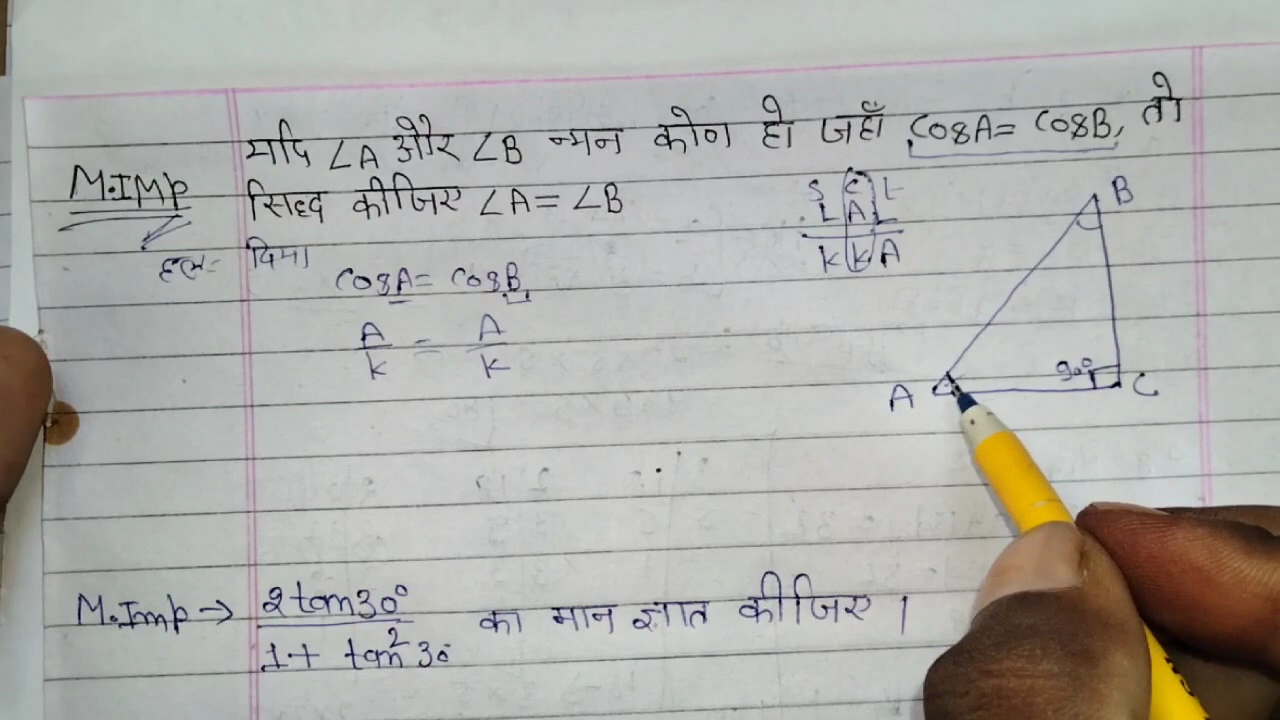 यदि ∠A और ∠B न्यून कोण हो जहाँ cosA = cosB, तो
M.IMP सिध्द कीजिए ∠A = ∠B
S C T
L A L
K K A
हल:- दिया
cosA = cosB,
A/K = A/K
B
A 90° C
M.Imp → 2tan30°/1+tan²30 का मान ज्ञात कीजिए।